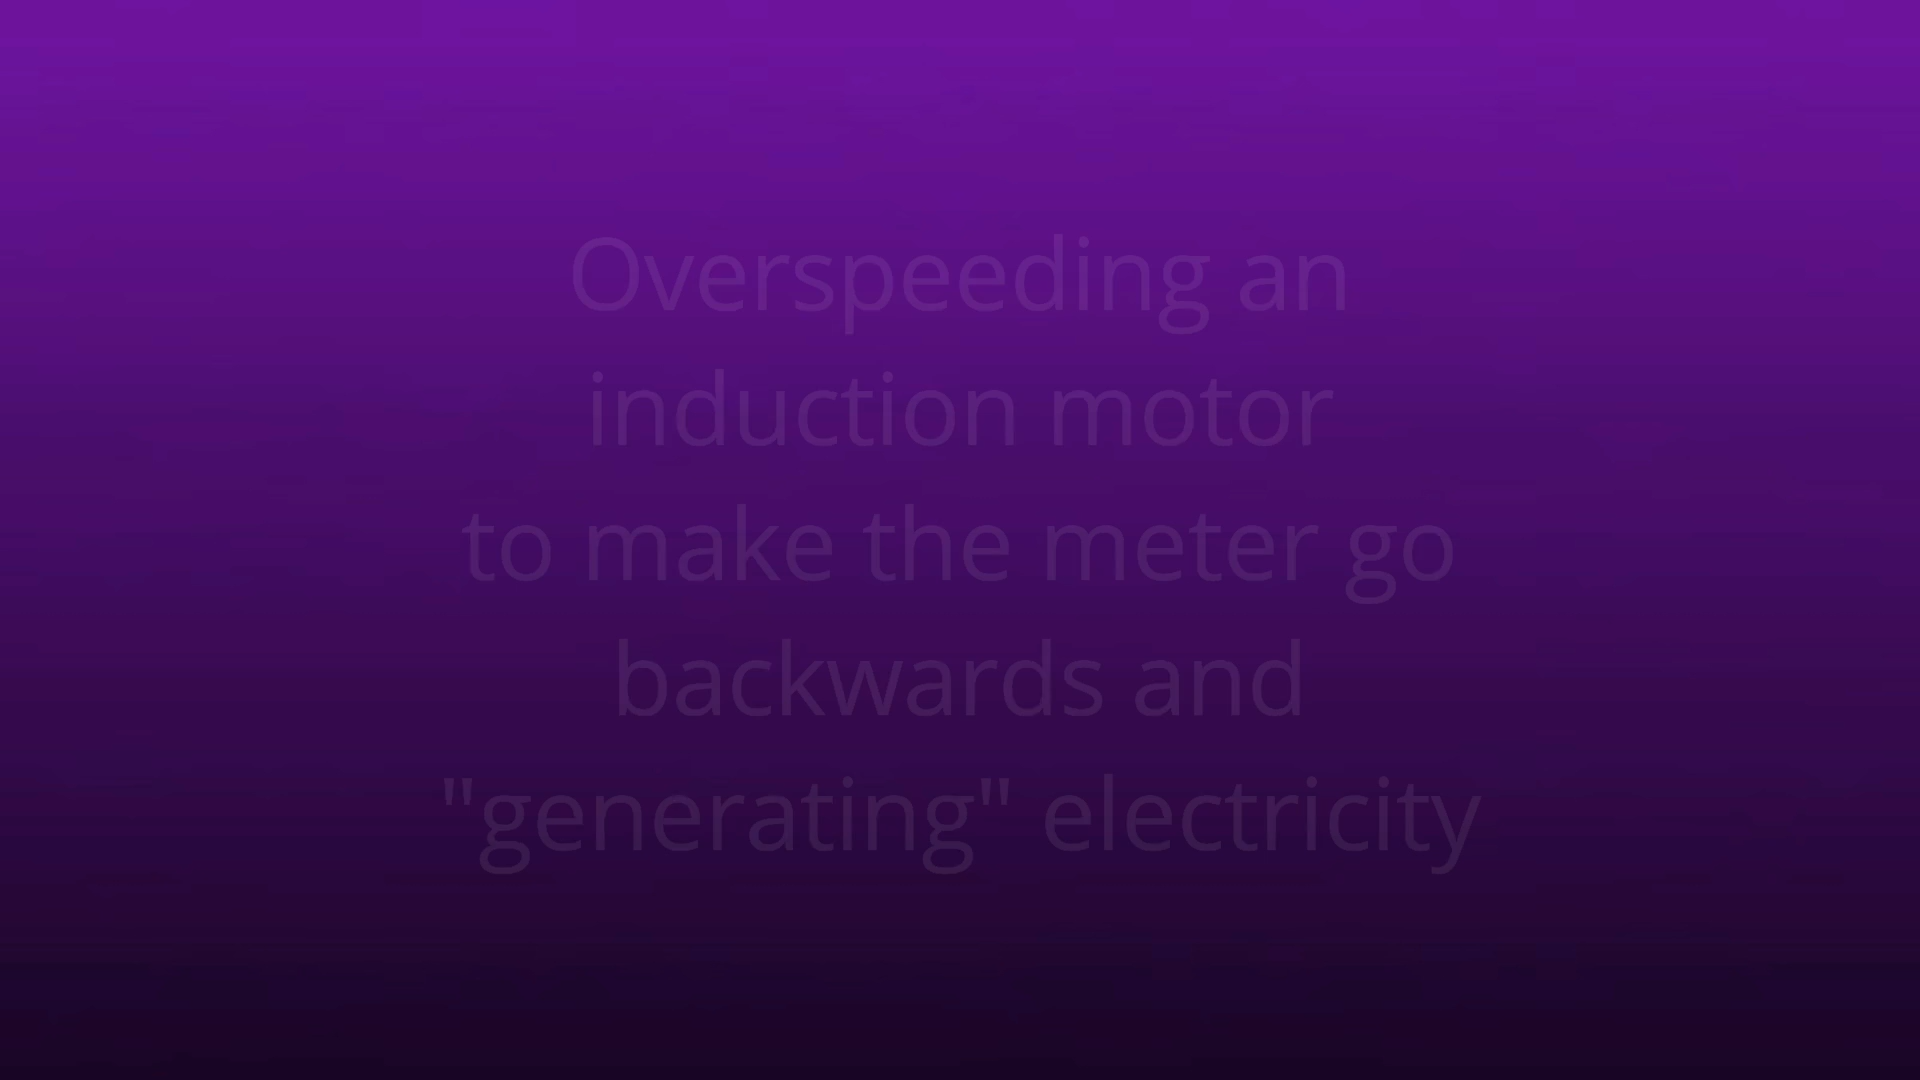 Overspeeding an
induction motor
to make the meter go
backwards and
"generating" electricity